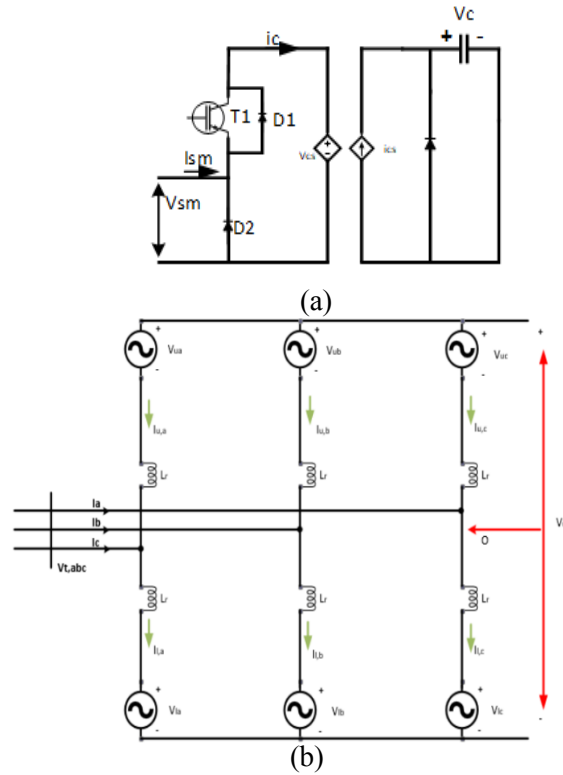 Vc
ic
+ -
T1
D1
Ism
Vcs
+
-
ics
Vsm
D2
(a)
+ + + +
Vua
Vub
Vuc
- - -
Iu,a
Iu,b
Iu,c
Lr
Lr
Lr
Ia
Ib
Ic
O
Vt,abc
Lr
Lr
Lr
Il,a
Il,b
Il,c
+ + +
Vla
Vlb
Vlc
- - - -
(b)